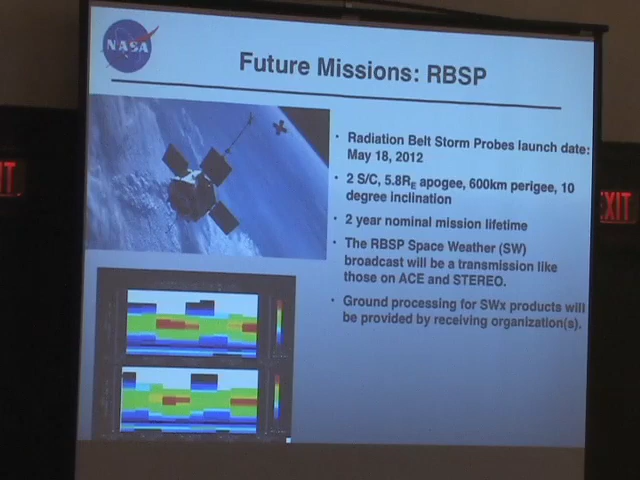 NASA
Future Missions: RBSP
• Radiation Belt Storm Probes launch date:
May 18, 2012
• 2 S/C, 5.8RE apogee, 600km perigee, 10
degree inclination
• 2 year nominal mission lifetime
• The RBSP Space Weather (SW)
broadcast will be a transmission like
those on ACE and STEREO.
• Ground processing for SWx products will
be provided by receiving organization(s).
IT
EXIT